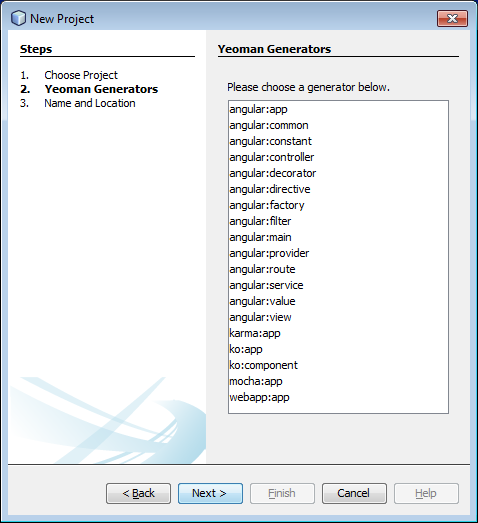 New Project
Steps
1. Choose Project
2. Yeoman Generators
3. Name and Location
Yeoman Generators
Please choose a generator below.
angular:app
angular:common
angular:constant
angular:controller
angular:decorator
angular:directive
angular:factory
angular:filter
angular:main
angular:provider
angular:route
angular:service
angular:value
angular:view
karma:app
ko:app
ko:component
mocha:app
webapp:app
< Back Next > Finish Cancel Help